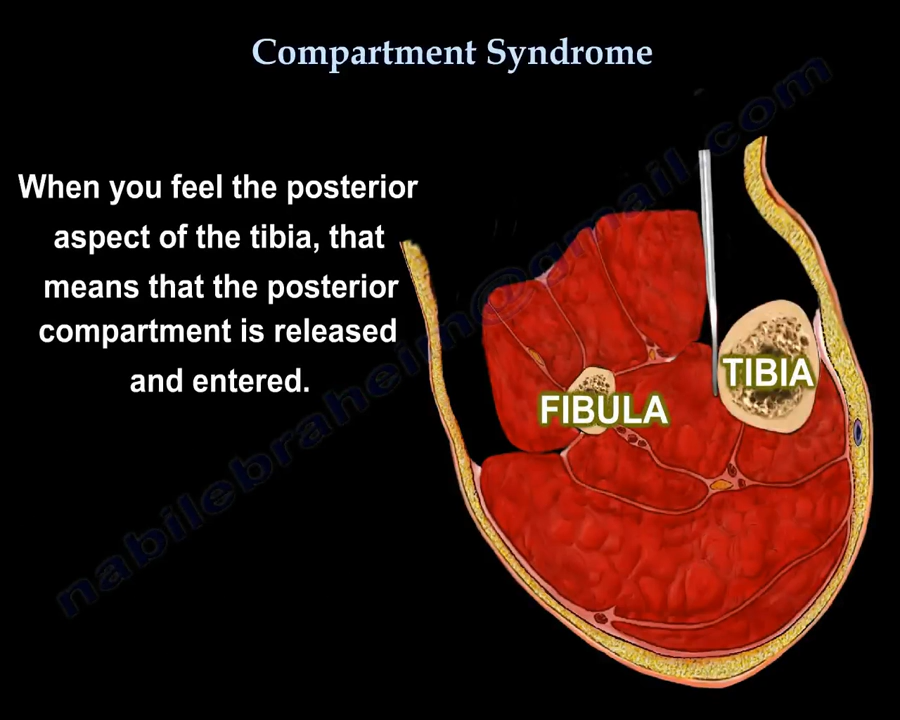 Compartment Syndrome
When you feel the posterior
aspect of the tibia, that
means that the posterior
compartment is released
and entered.
TIBIA
FIBULA
nabilebraheim@gmail.com